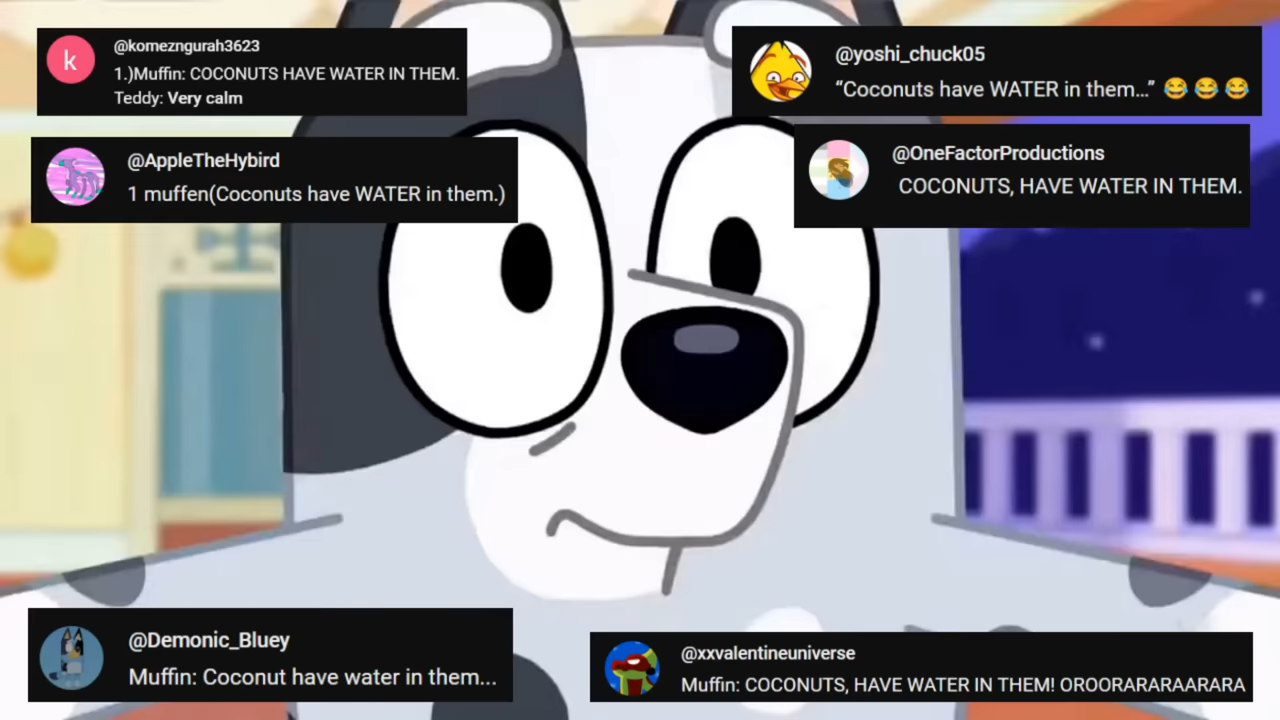 k
@komezngurah3623
1.)Muffin: COCONUTS HAVE WATER IN THEM.
Teddy: Very calm
@yoshi_chuck05
“Coconuts have WATER in them...” 😂 😂 😂
@AppleTheHybird
1 muffen(Coconuts have WATER in them.)
@OneFactorProductions
COCONUTS, HAVE WATER IN THEM.
@Demonic_Bluey
Muffin: Coconut have water in them...
@xxvalentineuniverse
Muffin: COCONUTS, HAVE WATER IN THEM! OROORARARAARARA